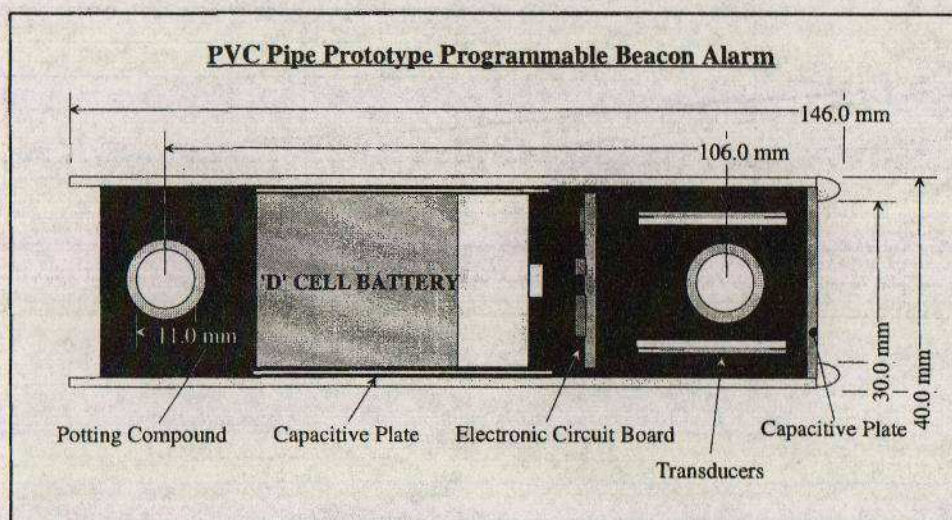 PVC Pipe Prototype Programmable Beacon Alarm
146.0 mm
106.0 mm
'D' CELL BATTERY
11.0 mm
30.0 mm
40.0 mm
Potting Compound
Capacitive Plate
Electronic Circuit Board
Capacitive Plate
Transducers